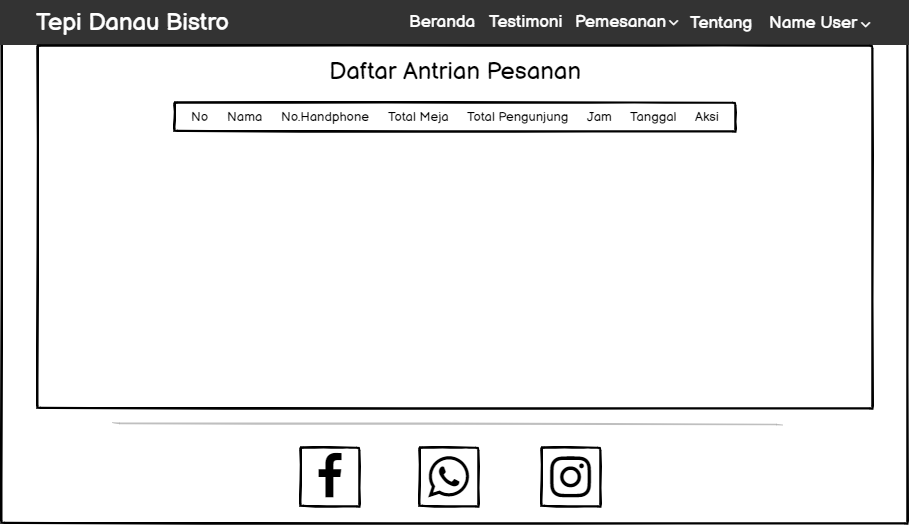 Tepi Danau Bistro Beranda Testimoni Pemesanan Tentang Name User
Daftar Antrian Pesanan
No Nama No.Handphone Total Meja Total Pengunjung Jam Tanggal Aksi